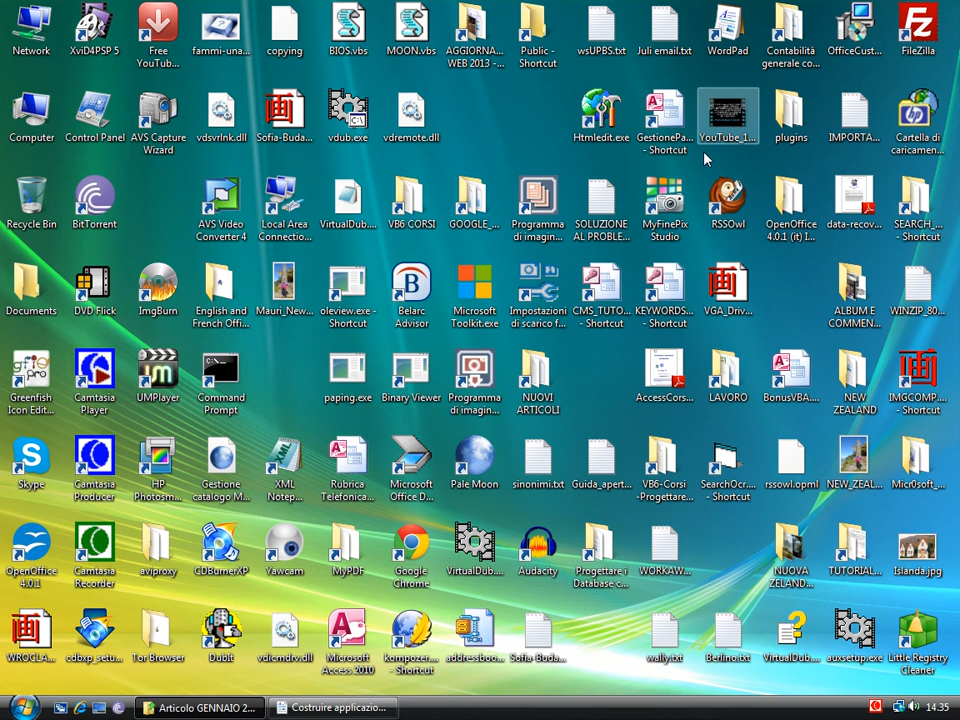 Network
XviD4PSP 5
Free
YouTub...
fammi-una...
copying
BIOS.vbs
MOON.vbs
AGGIORNA...
WEB 2013 -...
Public -
Shortcut
wsUPBS.txt
Juli email.txt
WordPad
Contabilità
generale co...
OfficeCust...
FileZilla
Computer
Control Panel
AVS Capture
Wizard
vdsvrlnk.dll
Sofia-Buda...
vdub.exe
vdremote.dll
Htmledit.exe
GestionePa...
- Shortcut
YouTube_1...
plugins
IMPORTA...
Cartella di
caricamen...
Recycle Bin
BitTorrent
AVS Video
Converter 4
Local Area
Connectio...
VirtualDub....
VB6 CORSI
GOOGLE_...
Programma
di imagin...
SOLUZIONE
AL PROBLE...
MyFinePix
Studio
RSSOwl
OpenOffice
4.0.1 (it) I...
data-recov...
SEARCH_...
- Shortcut
Documents
DVD Flick
ImgBurn
English and
French Offi...
Mauri_New...
oleview.exe -
Shortcut
Belarc
Advisor
Microsoft
Toolkit.exe
Impostazioni
di scarico f...
CMS_TUTO...
- Shortcut
KEYWORDS...
- Shortcut
VGA_Driv...
ALBUM E
COMMEN...
WINZIP_80...
Greenfish
Icon Edit...
Camtasia
Player
UMPlayer
Command
Prompt
paping.exe
Binary Viewer
Programma
di imagin...
NUOVI
ARTICOLI
AccessCors...
LAVORO
BonusVBA....
NEW
ZEALAND
IMGCOMP...
- Shortcut
Skype
Camtasia
Producer
HP
Photosm...
Gestione
catalogo M...
XML
Notep...
Rubrica
Telefonica...
Microsoft
Office D...
Pale Moon
sinonimi.txt
Guida_apert...
VB6-Corsi
-Progettare...
SearchOcr...
- Shortcut
rssowl.opml
NEW_ZEAL...
Micr0soft_...
OpenOffice
4.0.1
Camtasia
Recorder
aviproxy
CDBurnerXP
Yawcam
MyPDF
Google
Chrome
VirtualDub....
Audacity
Progettare i
Database c...
WORKAW...
NUOVA
ZELAND...
TUTORIAL...
Islanda.jpg
WROCLA...
cdbxp_setu...
Tor Browser
Dubit
vdicmdrv.dll
Microsoft
Access 2010
kompozer...
- Shortcut
addressboo...
Sofia-Buda...
wally.txt
Berlino.txt
VirtualDub....
auxsetup.exe
Little Registry
Cleaner
Articolo GENNAIO 2...
Costruire applicazio...
14.35